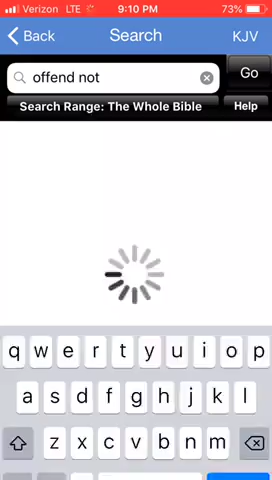 Verizon LTE 9:10 PM 73%
Back Search KJV
offend not Go
Search Range: The Whole Bible Help
q w e r t y u i o p
a s d f g h j k l
z x c v b n m